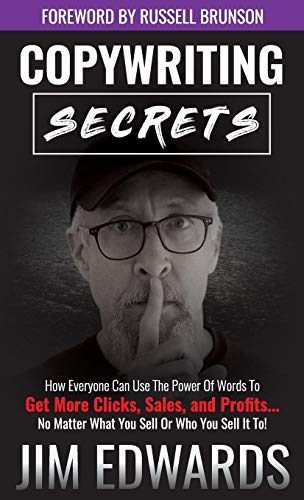 FOREWORD BY RUSSELL BRUNSON
COPYWRITING
SECRETS
How Everyone Can Use The Power Of Words To
Get More Clicks, Sales, and Profits...
No Matter What You Sell Or Who You Sell It To!
JIM EDWARDS